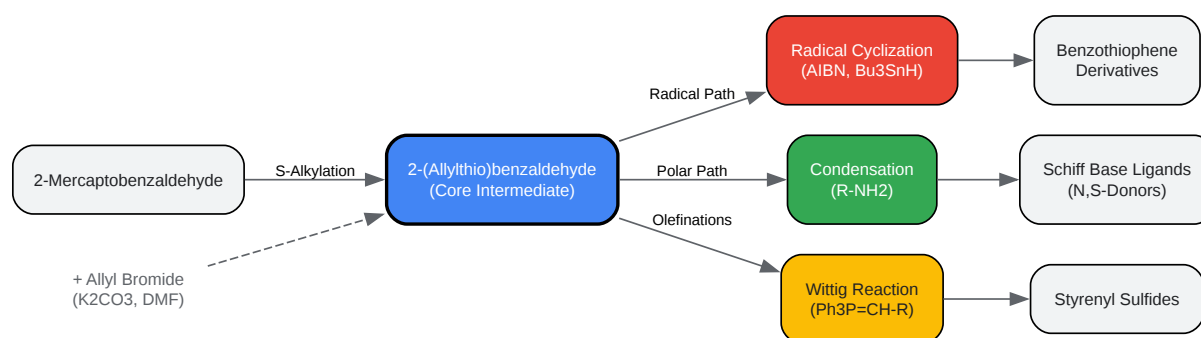 2-Mercaptobenzaldehyde
+ Allyl Bromide
(K2CO3, DMF)
S-Alkylation
2-(Allylthio)benzaldehyde
(Core Intermediate)
Radical Path
Polar Path
Olefinations
Radical Cyclization
(AIBN, Bu3SnH)
Benzothiophene
Derivatives
Condensation
(R-NH2)
Schiff Base Ligands
(N,S-Donors)
Wittig Reaction
(Ph3P=CH-R)
Styrenyl Sulfides